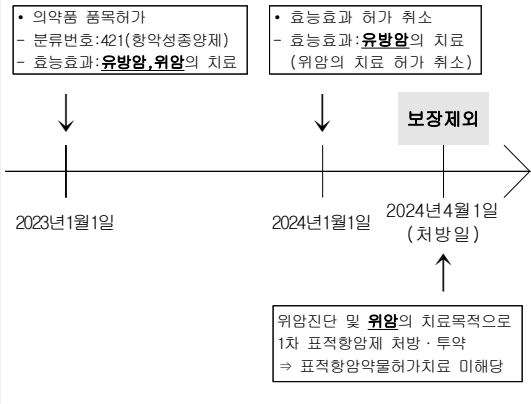 • 의약품 품목허가
- 분류번호:421(항악성종양제)
- 효능효과:유방암,위암의 치료
• 효능효과 허가 취소
- 효능효과:유방암의 치료
(위암의 치료 허가 취소)
보장제외
2023년1월1일
2024년1월1일
2024년4월1일
(처방일)
위암진단 및 위암의 치료목적으로
1차 표적항암제 처방·투약
⇒ 표적항암약물허가치료 미해당